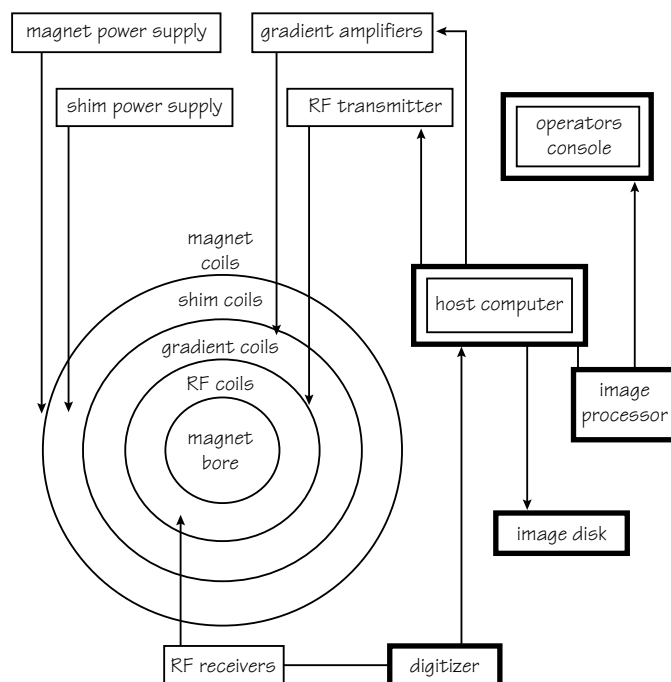 magnet power supply
gradient amplifiers
shim power supply
RF transmitter
operators
console
magnet
coils
shim coils
host computer
gradient coils
RF coils
image
processor
magnet
bore
image disk
RF receivers
digitizer